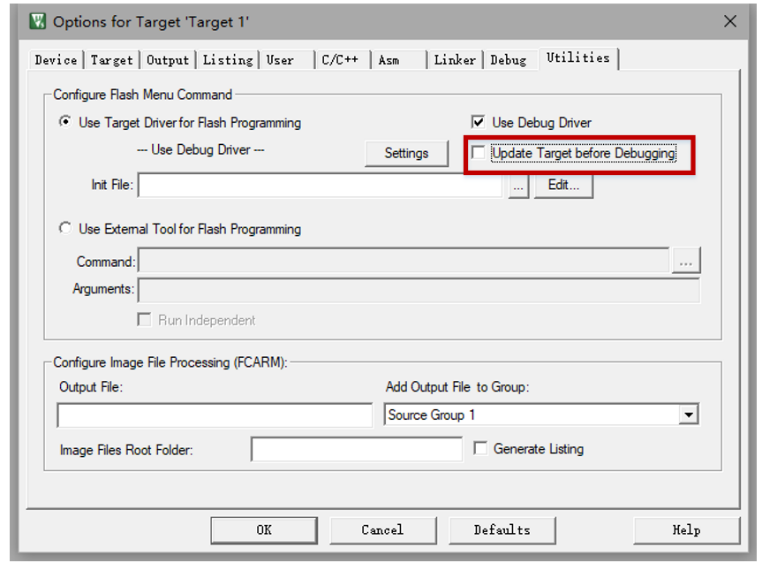 Options for Target 'Target 1'
Device Target Output Listing User C/C++ Asm Linker Debug Utilities
Configure Flash Menu Command
Use Target Driver for Flash Programming Use Debug Driver
--- Use Debug Driver --- Settings Update Target before Debugging
Init File: ... Edit...
Use External Tool for Flash Programming
Command: ...
Arguments:
Run Independent
Configure Image File Processing (FCARM):
Output File: Add Output File to Group:
Source Group 1
Image Files Root Folder: Generate Listing
OK Cancel Defaults Help